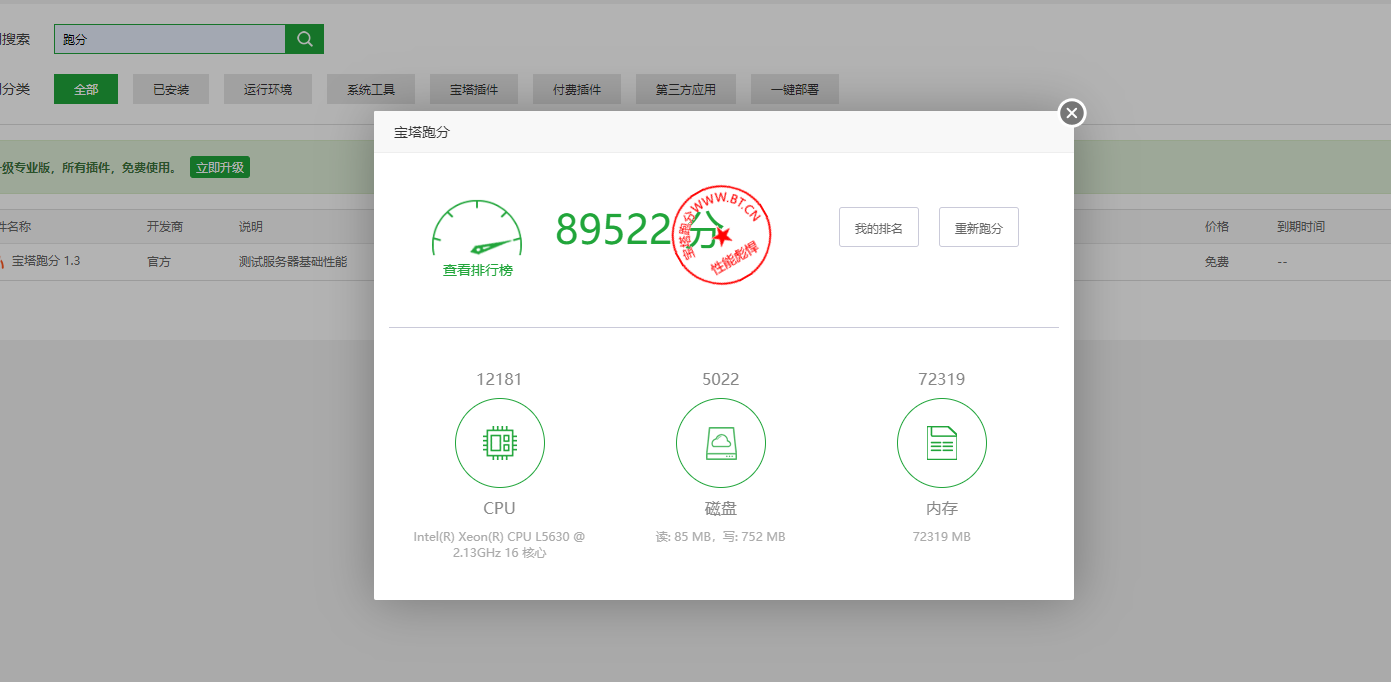 搜索
跑分
分类
全部
已安装
运行环境
系统工具
宝塔插件
付费插件
第三方应用
一键部署
宝塔跑分
级专业版，所有插件，免费使用。
立即升级
89522分
宝塔跑分WWW.BT.CN
性能彪悍
我的排名
重新跑分
查看排行榜
件名称
开发商
说明
价格
到期时间
宝塔跑分 1.3
官方
测试服务器基础性能
免费
--
12181
5022
72319
CPU
磁盘
内存
Intel(R) Xeon(R) CPU L5630 @
2.13GHz 16 核心
读: 85 MB，写: 752 MB
72319 MB